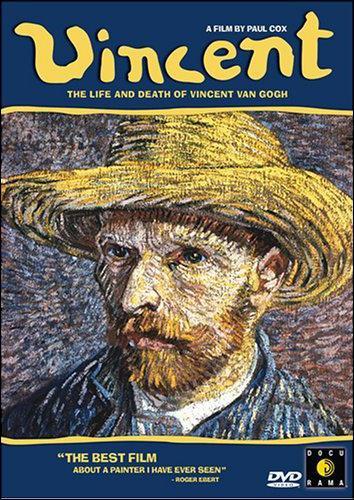 A FILM BY PAUL COX
Vincent
THE LIFE AND DEATH OF VINCENT VAN GOGH
"THE BEST FILM
ABOUT A PAINTER I HAVE EVER SEEN"
- ROGER EBERT
DVD
VIDEO
DOCU
RAMA